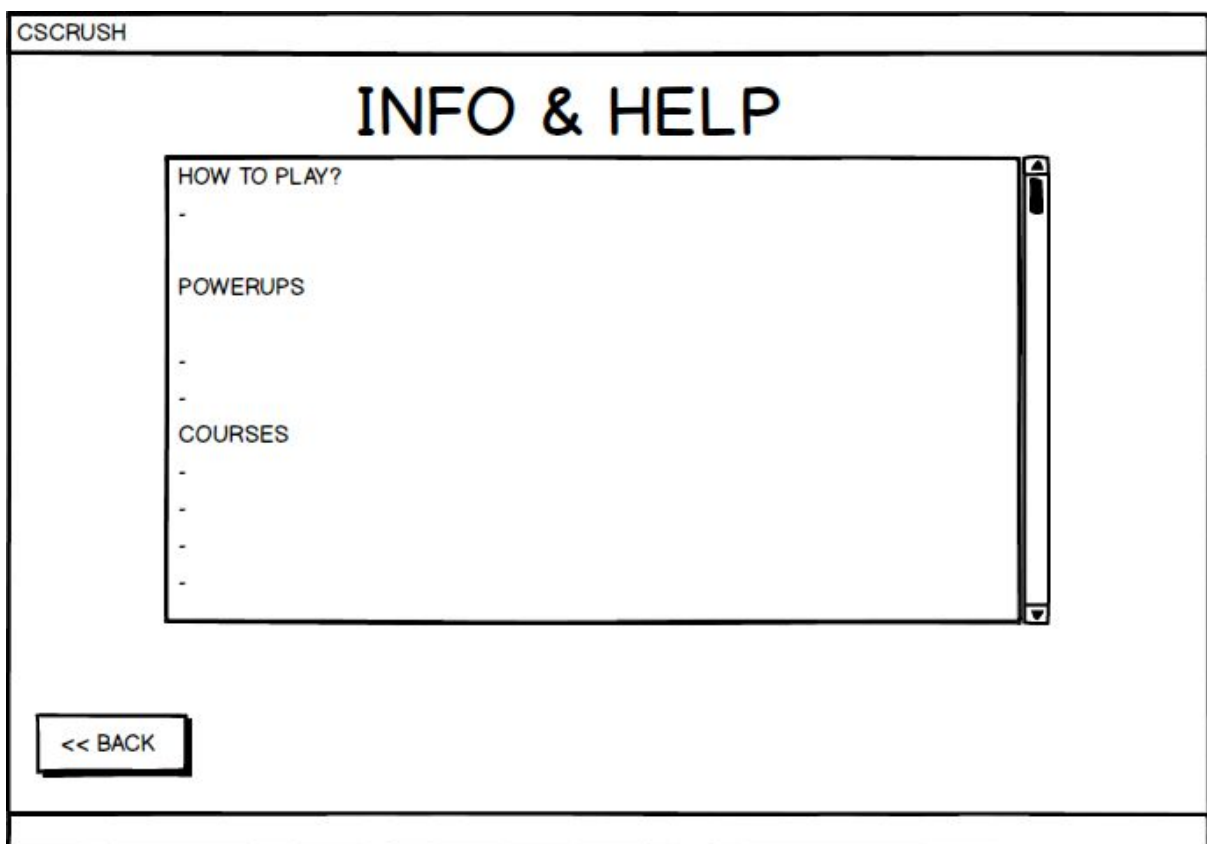 CSCRUSH
INFO & HELP
HOW TO PLAY?
-
POWERUPS
-
-
COURSES
-
-
-
-
<< BACK